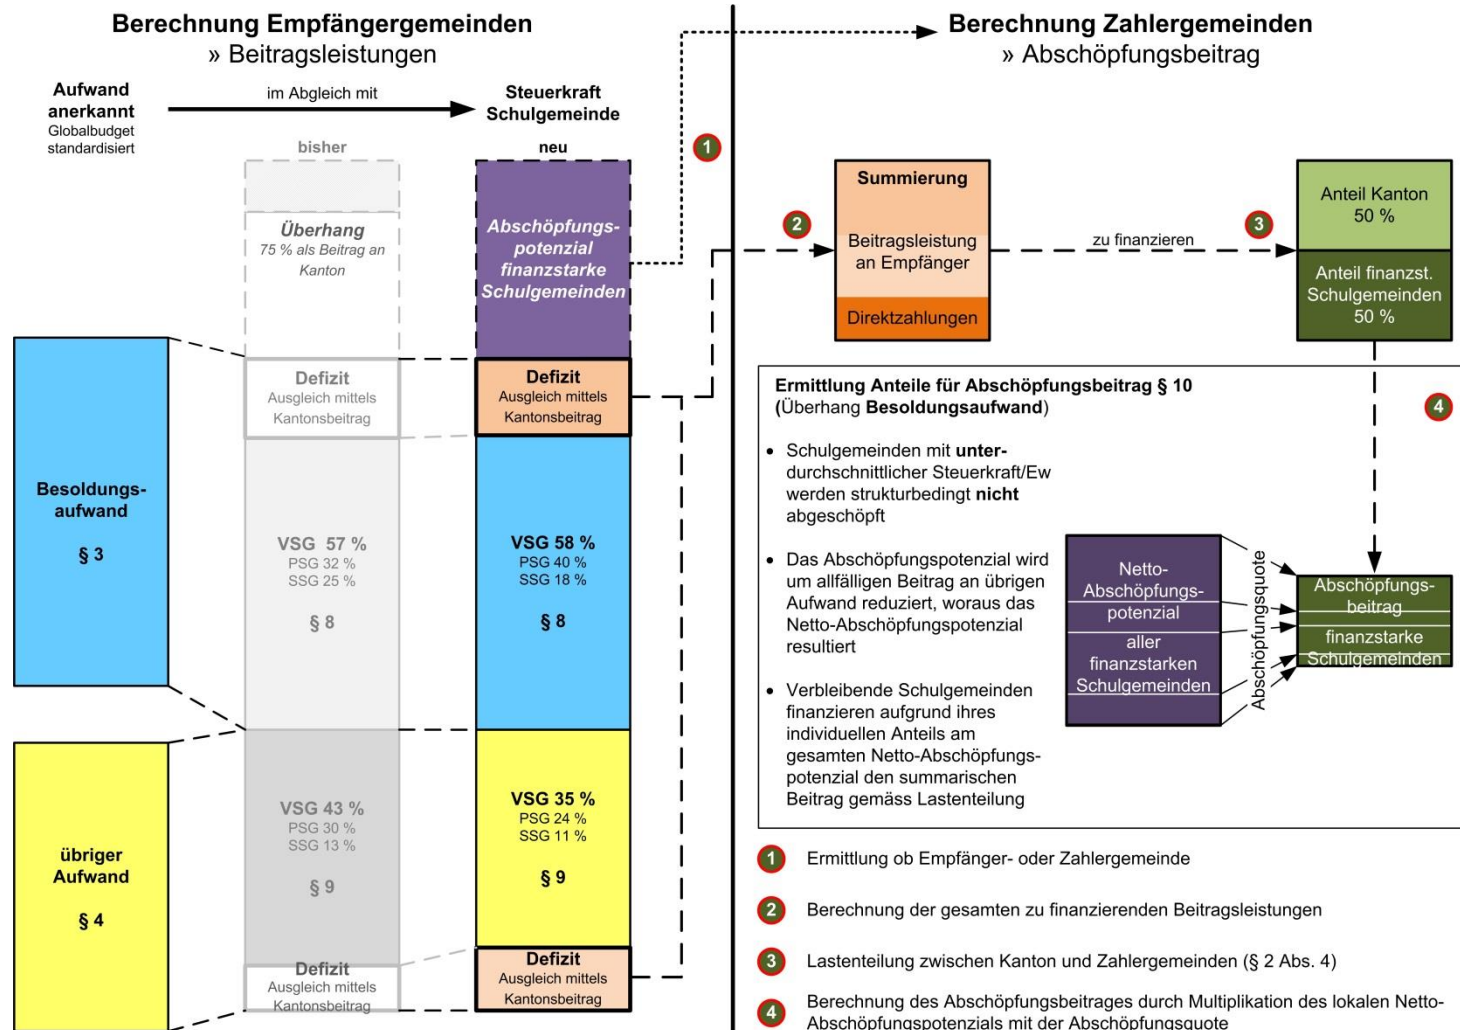 Berechnung Empfängergemeinden
» Beitragsleistungen
Aufwand
anerkannt
Globalbudget
standardisiert
im Abgleich mit
Steuerkraft
Schulgemeinde
bisher
neu
Überhang
75 % als Beitrag an
Kanton
Abschöpfungs-
potenzial
finanzstarke
Schulgemeinden
Defizit
Ausgleich mittels
Kantonsbeitrag
Defizit
Ausgleich mittels
Kantonsbeitrag
Besoldungs-
aufwand
§ 3
VSG 57 %
PSG 32 %
SSG 25 %
§ 8
VSG 58 %
PSG 40 %
SSG 18 %
§ 8
übriger
Aufwand
§ 4
VSG 43 %
PSG 30 %
SSG 13 %
§ 9
VSG 35 %
PSG 24 %
SSG 11 %
§ 9
Defizit
Ausgleich mittels
Kantonsbeitrag
Defizit
Ausgleich mittels
Kantonsbeitrag
1
Berechnung Zahlergemeinden
» Abschöpfungsbeitrag
2
Summierung
Beitragsleistung
an Empfänger
Direktzahlungen
zu finanzieren
3
Anteil Kanton
50 %
Anteil finanzst.
Schulgemeinden
50 %
Ermittlung Anteile für Abschöpfungsbeitrag § 10
(Überhang Besoldungsaufwand)
4
• Schulgemeinden mit unter-
durchschnittlicher Steuerkraft/Ew
werden strukturbedingt nicht
abgeschöpft
• Das Abschöpfungspotenzial wird
um allfälligen Beitrag an übrigen
Aufwand reduziert, woraus das
Netto-Abschöpfungspotenzial
resultiert
• Verbleibende Schulgemeinden
finanzieren aufgrund ihres
individuellen Anteils am
gesamten Netto-Abschöpfungs-
potenzial den summarischen
Beitrag gemäss Lastenteilung
Netto-
Abschöpfungs-
potenzial
aller
finanzstarken
Schulgemeinden
Abschöpfungsquote
Abschöpfungs-
beitrag
finanzstarke
Schulgemeinden
1 Ermittlung ob Empfänger- oder Zahlergemeinde
2 Berechnung der gesamten zu finanzierenden Beitragsleistungen
3 Lastenteilung zwischen Kanton und Zahlergemeinden (§ 2 Abs. 4)
4 Berechnung des Abschöpfungsbeitrages durch Multiplikation des lokalen Netto-
Abschöpfungspotenzials mit der Abschöpfungsquote